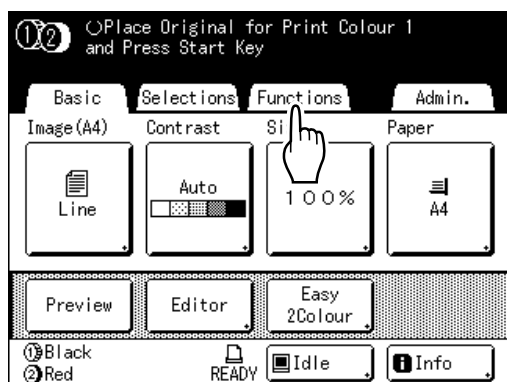 ①② Place Original for Print Colour 1
and Press Start Key
Basic Selections Functions Admin.
Image(A4) Contrast Paper
Line Auto 100% A4
Preview Editor Easy
2Colour
①Black
②Red READY Idle Info